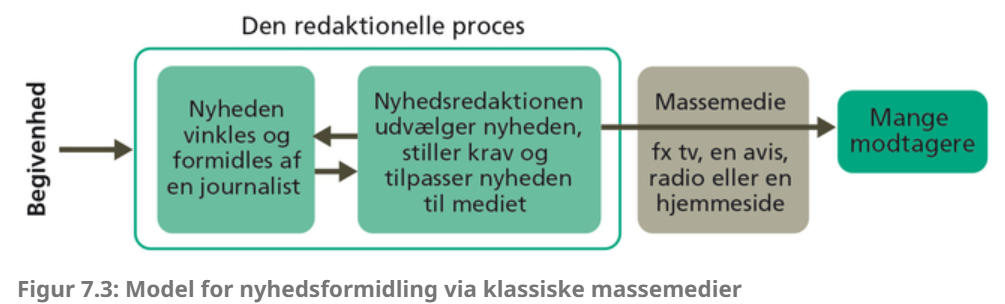 Den redaktionelle proces
Begivenhed
Nyheden
vinkles og
formidles af
en journalist
Nyhedsredaktionen
udvælger nyheden,
stiller krav og
tilpasser nyheden
til mediet
Massemedie
fx tv, en avis,
radio eller en
hjemmeside
Mange
modtagere
Figur 7.3: Model for nyhedsformidling via klassiske massemedier